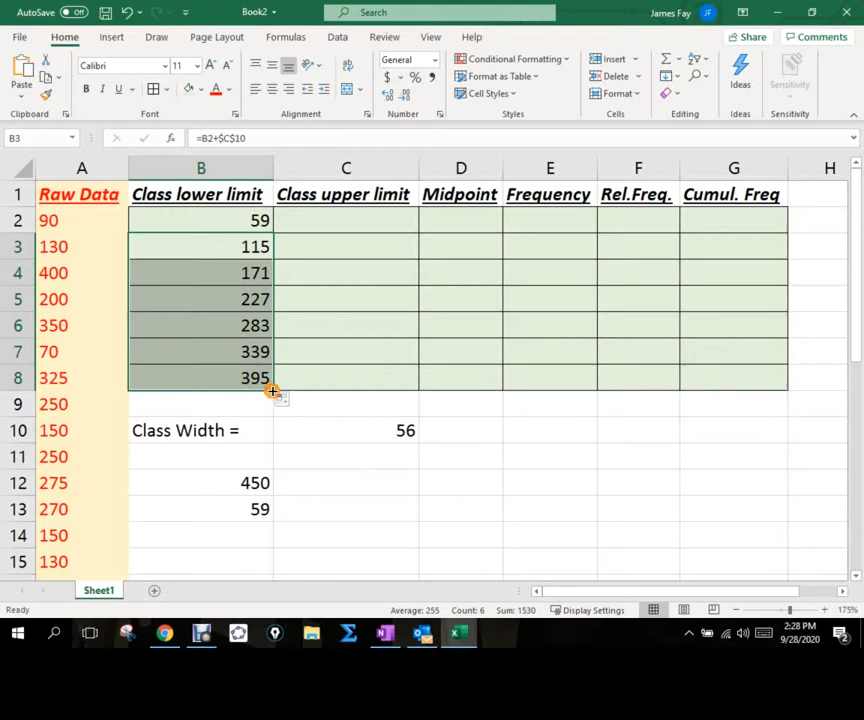 AutoSave Off Book2 Search James Fay JF
File Home Insert Draw Page Layout Formulas Data Review View Help Share Comments
Calibri 11 A A ab General Conditional Formatting Insert Σ
Paste B I U A $ % 9 Format as Table Delete Ideas Sensitivity
Cell Styles Format
Clipboard Font Alignment Number Styles Cells Editing Ideas Sensitivity
B3 fx =B2+$C$10
A B C D E F G H
1 Raw Data Class lower limit Class upper limit Midpoint Frequency Rel.Freq. Cumul. Freq
2 90 59
3 130 115
4 400 171
5 200 227
6 350 283
7 70 339
8 325 395
9 250
10 150 Class Width = 56
11 250
12 275 450
13 270 59
14 150
15 130
Sheet1
Ready Average: 255 Count: 6 Sum: 1530 Display Settings 175%
2:28 PM
9/28/2020 2